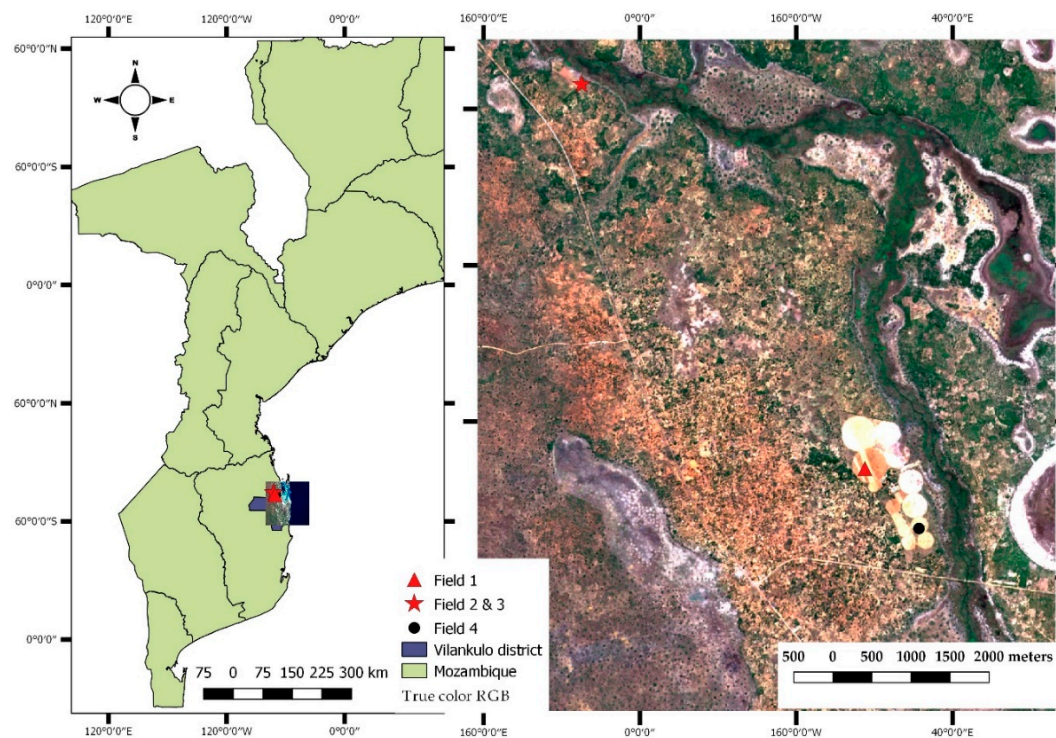 120°0'0"E 120°0'0"W 0°0'0"W
160°0'0"W 0°0'0"W 160°0'0"W 40°0'0"W
60°0'0"N
N
W E
S
0°0'0"N
60°0'0"N
60°0'0"S
0°0'0"N
Field 1
Field 2 & 3
Field 4
Vilankulo district
Mozambique
True color RGB
75 0 75 150 225 300 km
500 0 500 1000 1500 2000 meters
120°0'0"E 120°0'0"W 0°0'0"W
160°0'0"W 0°0'0"W 160°0'0"W 40°0'0"W